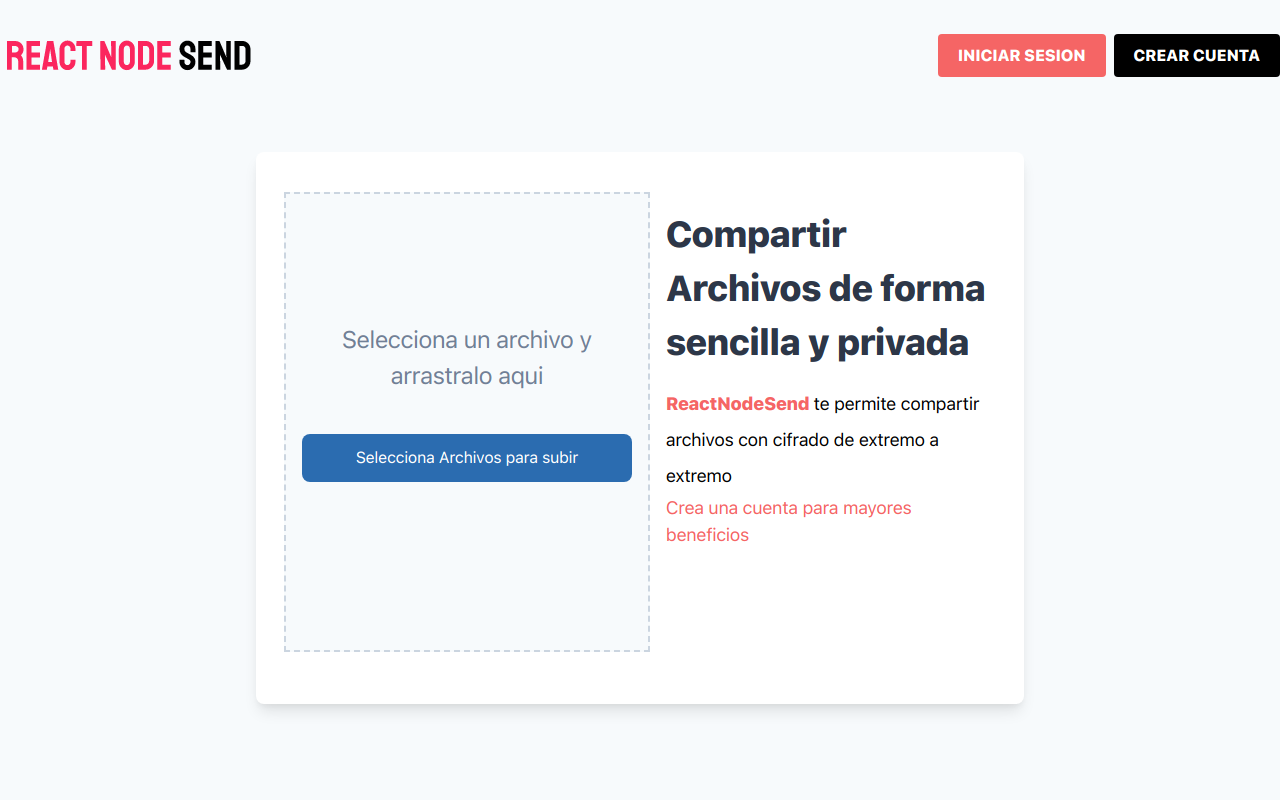 REACT NODE SEND
INICIAR SESION
CREAR CUENTA
Selecciona un archivo y
arrastralo aqui
Selecciona Archivos para subir
Compartir
Archivos de forma
sencilla y privada
ReactNodeSend te permite compartir
archivos con cifrado de extremo a
extremo
Crea una cuenta para mayores
beneficios